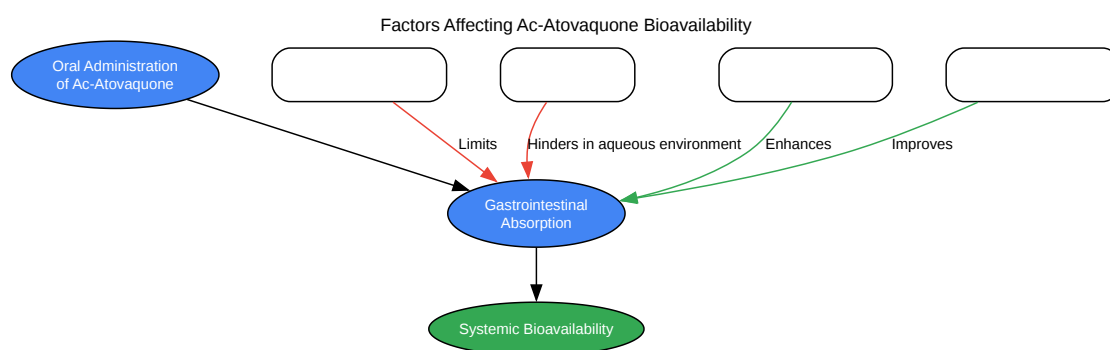 Factors Affecting Ac-Atovaquone Bioavailability
Oral Administration
of Ac-Atovaquone
Limits
Hinders in aqueous environment
Enhances
Improves
Gastrointestinal
Absorption
Systemic Bioavailability